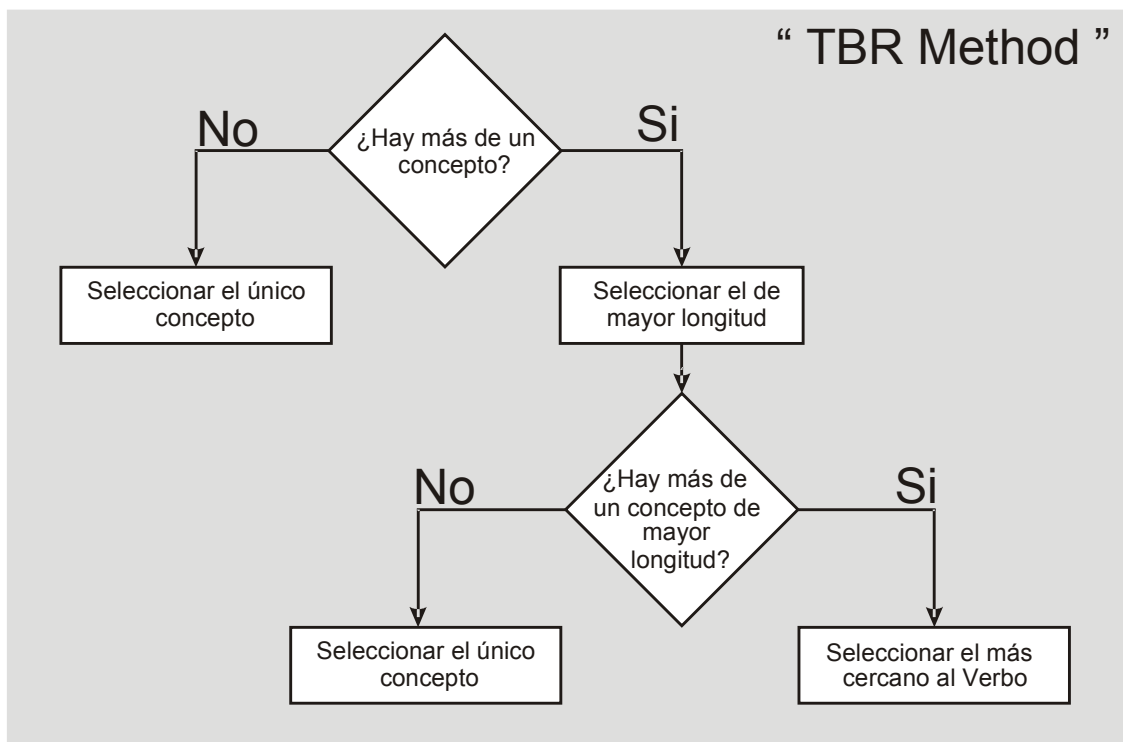 “ TBR Method ”
No
Si
¿Hay más de un
concepto?
Seleccionar el único
concepto
Seleccionar el de
mayor longitud
No
Si
¿Hay más de
un concepto de
mayor
longitud?
Seleccionar el único
concepto
Seleccionar el más
cercano al Verbo